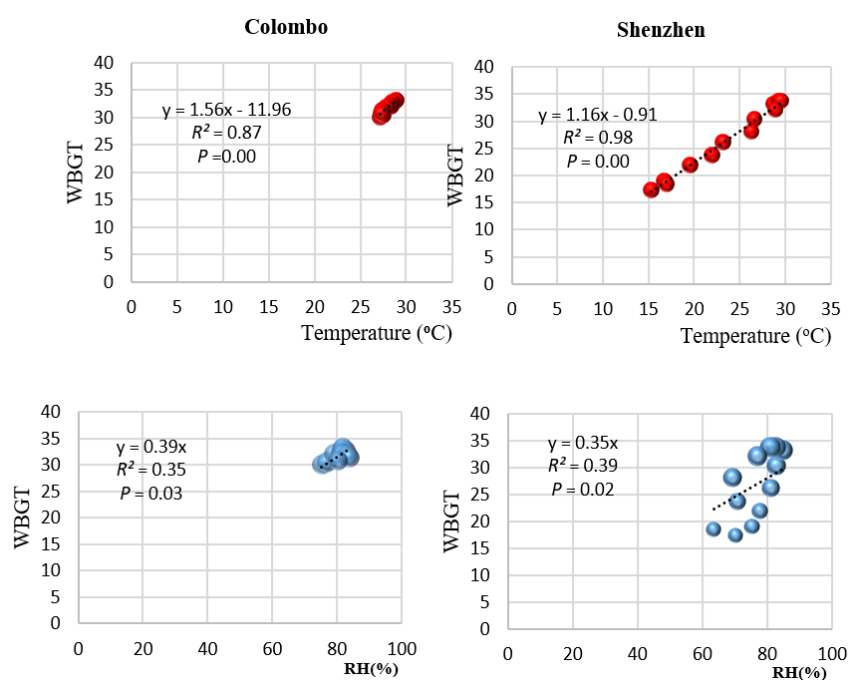 Colombo
40
35
30
25
20
15
10
5
0
WBGT
y = 1.56x - 11.96
R² = 0.87
P =0.00
0 5 10 15 20 25 30 35
Temperature (°C)
Shenzhen
40
35
30
25
20
15
10
5
0
WBGT
y = 1.16x - 0.91
R² = 0.98
P = 0.00
0 5 10 15 20 25 30 35
Temperature (°C)
40
35
30
25
20
15
10
5
0
WBGT
y = 0.39x
R² = 0.35
P = 0.03
0 20 40 60 80 100
RH(%)
40
35
30
25
20
15
10
5
0
WBGT
y = 0.35x
R² = 0.39
P = 0.02
0 20 40 60 80 100
RH(%)